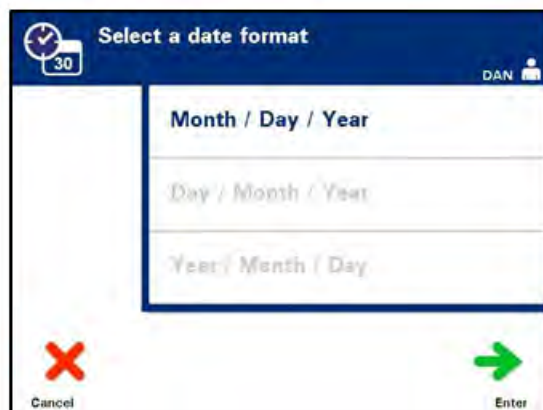 Select a date format
30
DAN
Month / Day / Year
Day / Month / Year
Year / Month / Day
Cancel
Enter